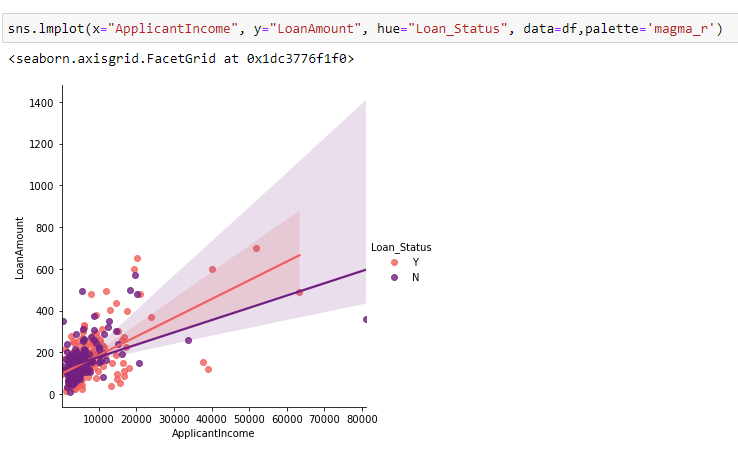 sns.lmplot(x="ApplicantIncome", y="LoanAmount", hue="Loan_Status", data=df,palette='magma_r')
<seaborn.axisgrid.FacetGrid at 0x1dc3776f1f0>
1400
1200
1000
800
600
400
200
0
LoanAmount
10000 20000 30000 40000 50000 60000 70000 80000
ApplicantIncome
Loan_Status
Y
N